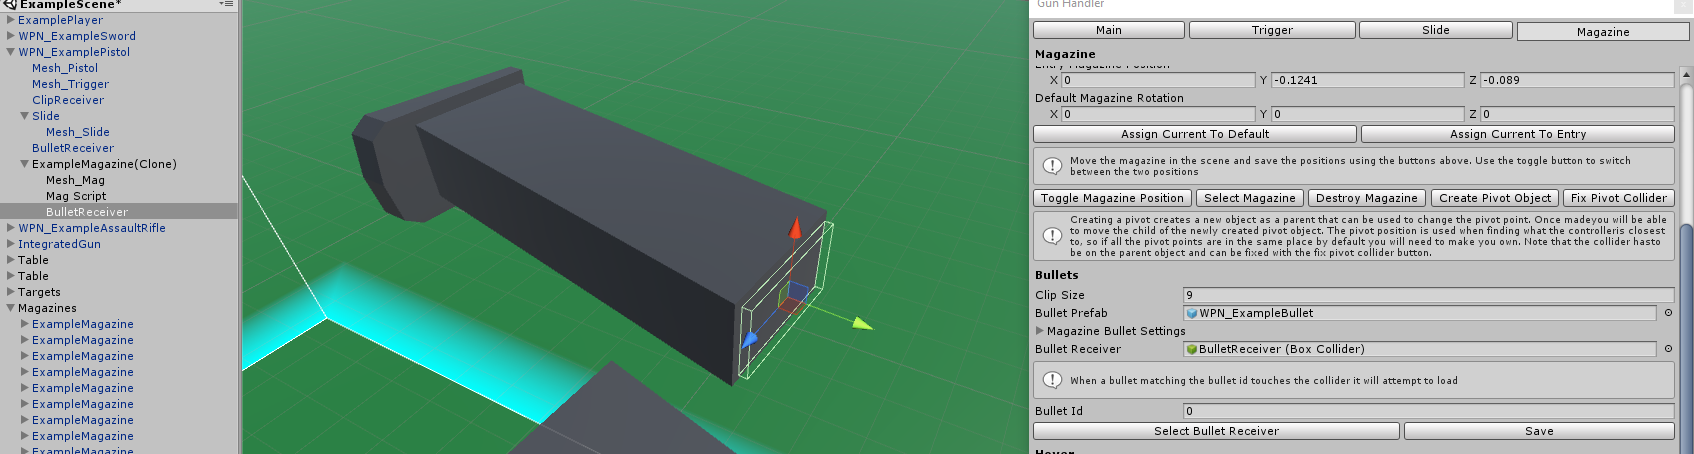 ExampleScene*
ExamplePlayer
WPN_ExampleSword
WPN_ExamplePistol
Mesh_Pistol
Mesh_Trigger
ClipReceiver
Slide
Mesh_Slide
BulletReceiver
ExampleMagazine(Clone)
Mesh_Mag
Mag Script
BulletReceiver
WPN_ExampleAssaultRifle
IntegratedGun
Table
Table
Targets
Magazines
ExampleMagazine
ExampleMagazine
ExampleMagazine
ExampleMagazine
ExampleMagazine
ExampleMagazine
ExampleMagazine
ExampleMagazine
ExampleMagazine
Gun Handler
Main Trigger Slide Magazine
Magazine
Entry Magazine Position
X 0 Y -0.1241 Z -0.089
Default Magazine Rotation
X 0 Y 0 Z 0
Assign Current To Default Assign Current To Entry
Move the magazine in the scene and save the positions using the buttons above. Use the toggle button to switch
between the two positions
Toggle Magazine Position Select Magazine Destroy Magazine Create Pivot Object Fix Pivot Collider
Creating a pivot creates a new object as a parent that can be used to change the pivot point. Once madeyou will be able
to move the child of the newly created pivot object. The pivot position is used when finding what the controlleris closest
to, so if all the pivot points are in the same place by default you will need to make you own. Note that the collider hasto
be on the parent object and can be fixed with the fix pivot collider button.
Bullets
Clip Size 9
Bullet Prefab WPN_ExampleBullet
Magazine Bullet Settings
Bullet Receiver BulletReceiver (Box Collider)
When a bullet matching the bullet id touches the collider it will attempt to load
Bullet Id 0
Select Bullet Receiver Save
Hover